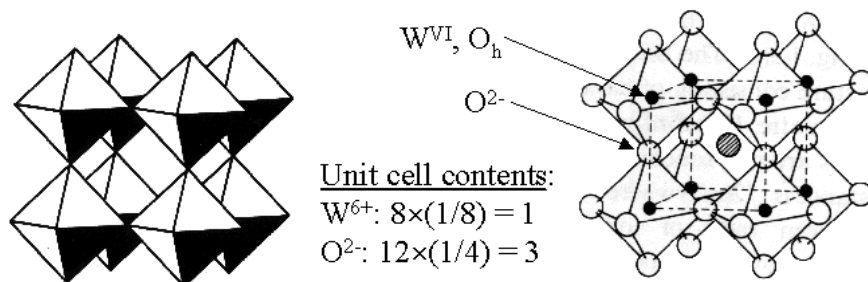 W^VI, O_h
O^2-
Unit cell contents:
W^6+: 8×(1/8) = 1
O^2-: 12×(1/4) = 3